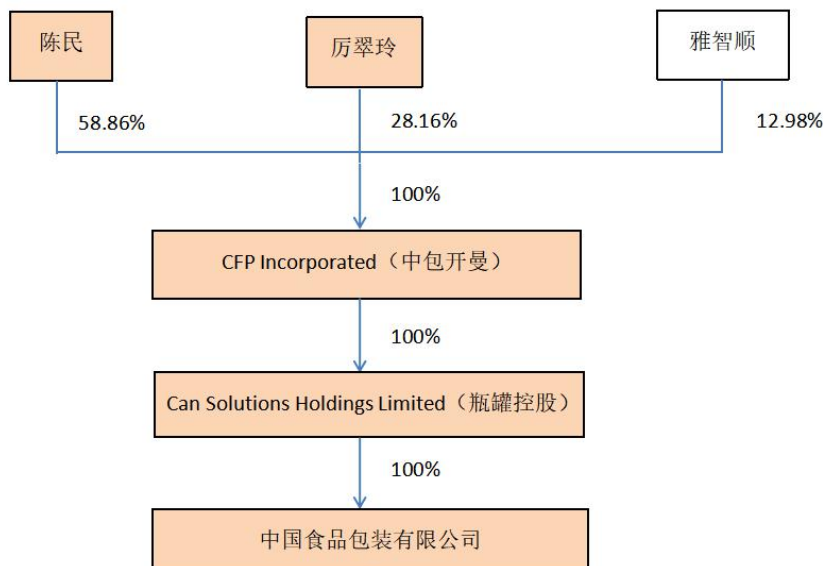 陈民
厉翠玲
雅智顺
58.86%
28.16%
12.98%
100%
CFP Incorporated（中包开曼）
100%
Can Solutions Holdings Limited（瓶罐控股）
100%
中国食品包装有限公司